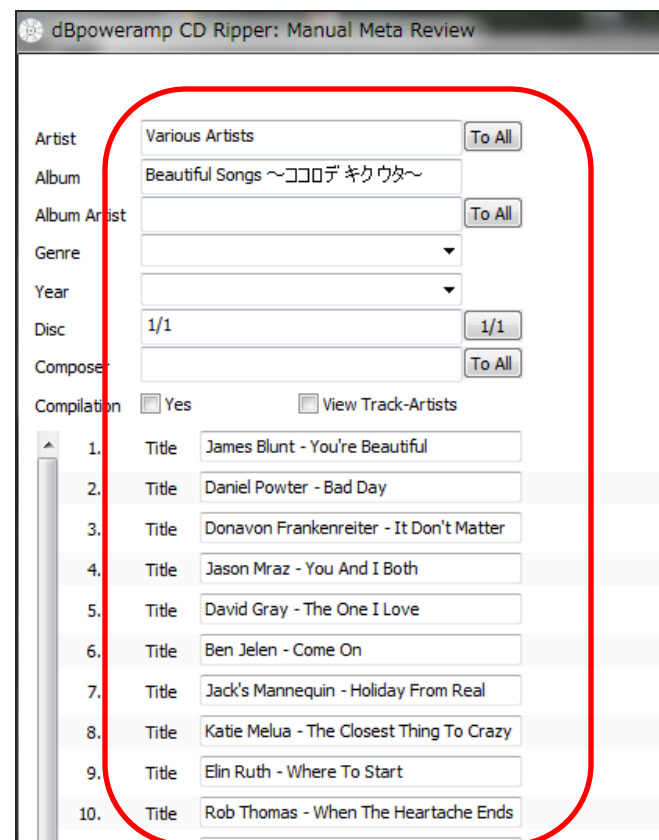 dBpoweramp CD Ripper: Manual Meta Review
Artist Various Artists To All
Album Beautiful Songs ～ココロデ キク ウタ～
Album Artist To All
Genre
Year
Disc 1/1 1/1
Composer To All
Compilation Yes View Track-Artists
1. Title James Blunt - You're Beautiful
2. Title Daniel Powter - Bad Day
3. Title Donavon Frankenreiter - It Don't Matter
4. Title Jason Mraz - You And I Both
5. Title David Gray - The One I Love
6. Title Ben Jelen - Come On
7. Title Jack's Mannequin - Holiday From Real
8. Title Katie Melua - The Closest Thing To Crazy
9. Title Elin Ruth - Where To Start
10. Title Rob Thomas - When The Heartache Ends